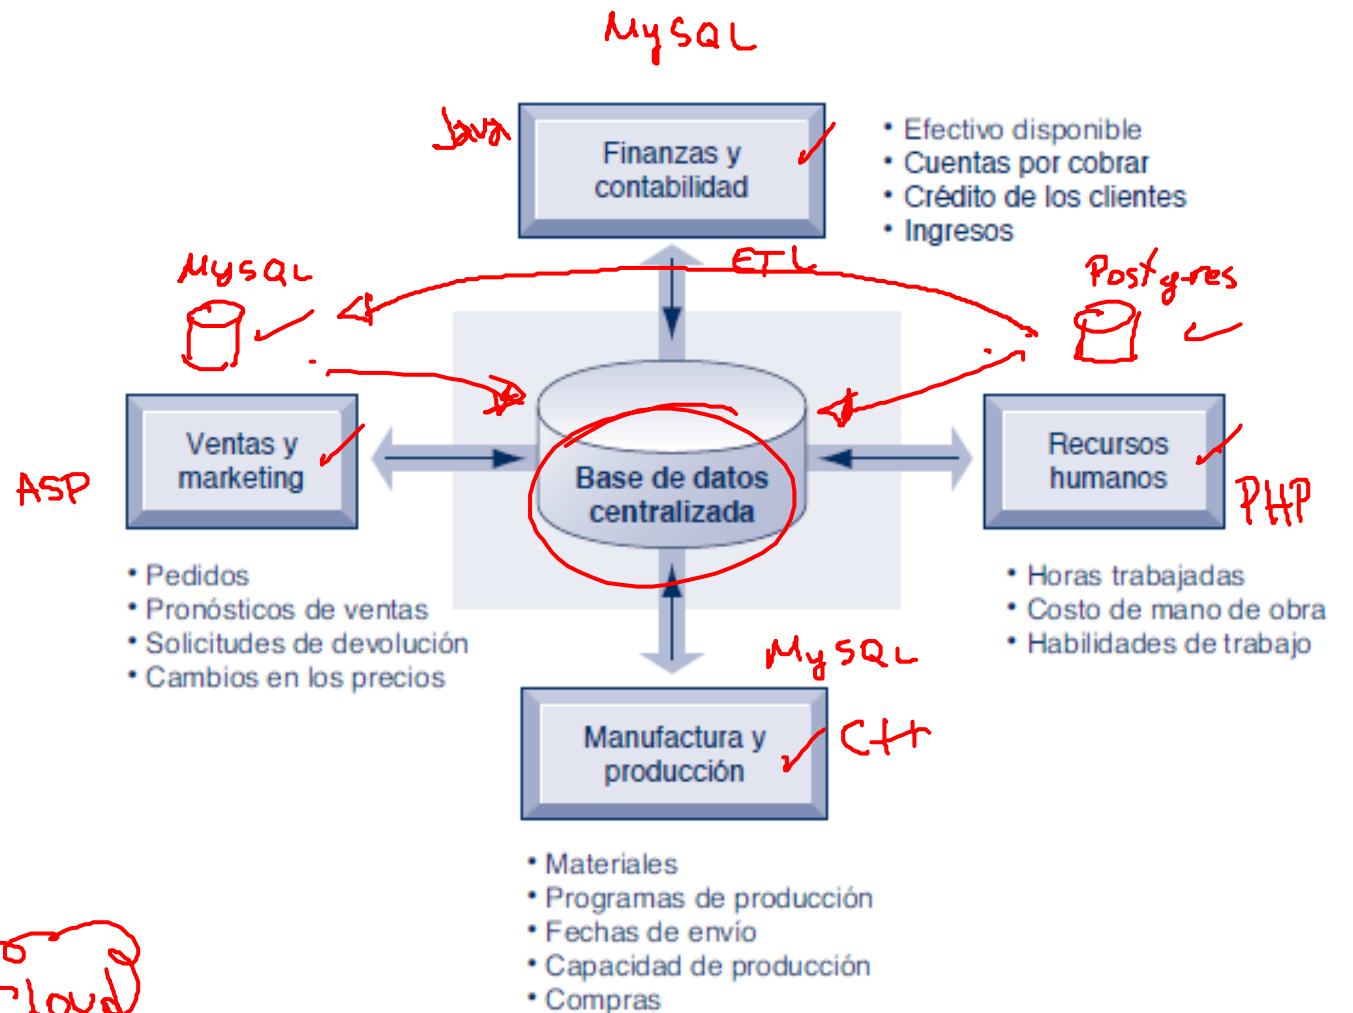 MySQL
Java
Finanzas y
contabilidad
• Efectivo disponible
• Cuentas por cobrar
• Crédito de los clientes
• Ingresos
MySQL
ETL
Postgres
Ventas y
marketing
ASP
Base de datos
centralizada
Recursos
humanos
PHP
• Pedidos
• Pronósticos de ventas
• Solicitudes de devolución
• Cambios en los precios
• Horas trabajadas
• Costo de mano de obra
• Habilidades de trabajo
MySQL
Manufactura y
producción
C++
• Materiales
• Programas de producción
• Fechas de envío
• Capacidad de producción
• Compras
Cloud